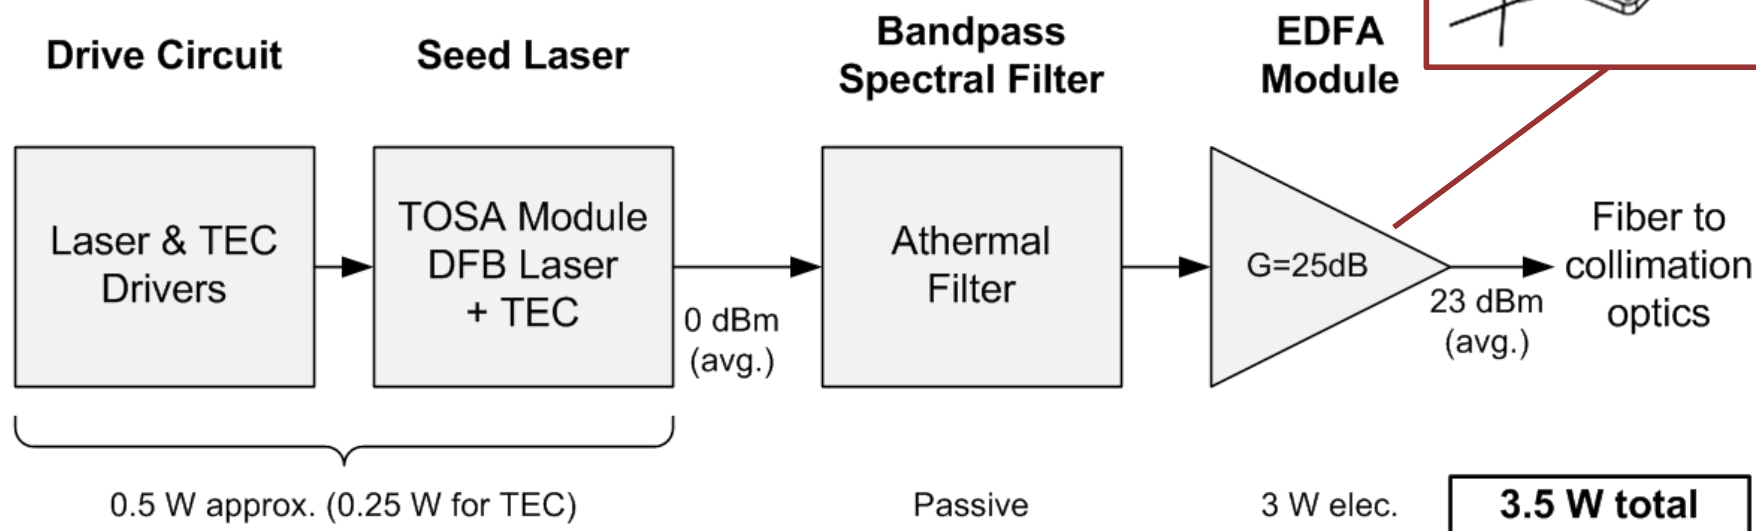 Drive Circuit
Seed Laser
Bandpass
Spectral Filter
EDFA
Module
Laser & TEC
Drivers
TOSA Module
DFB Laser
+ TEC
0 dBm
(avg.)
Athermal
Filter
G=25dB
23 dBm
(avg.)
Fiber to
collimation
optics
0.5 W approx. (0.25 W for TEC)
Passive
3 W elec.
3.5 W total